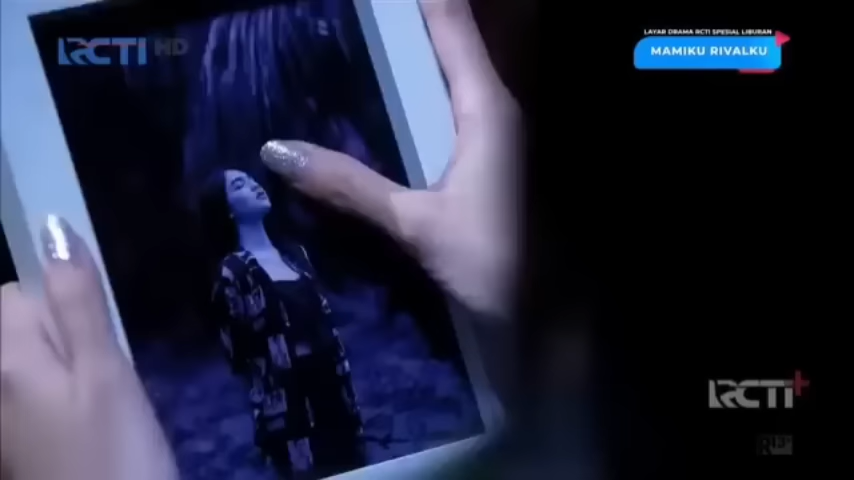 RCTI HD
LAYAR DRAMA RCTI SPESIAL LIBURAN
MAMIKU RIVALKU
RCTI+